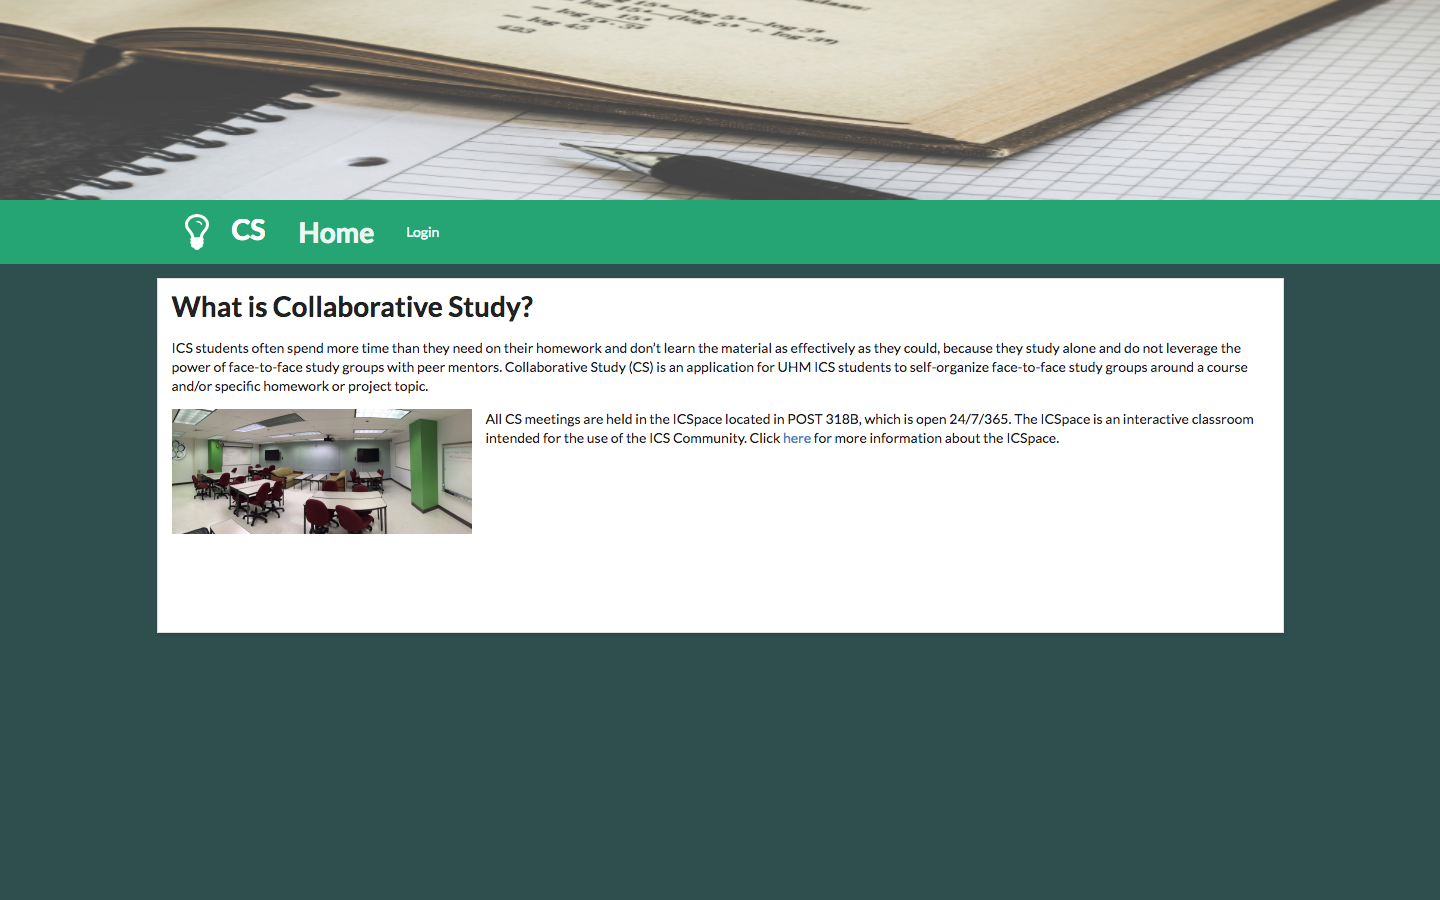 CS Home Login
What is Collaborative Study?
ICS students often spend more time than they need on their homework and don't learn the material as effectively as they could, because they study alone and do not leverage the
power of face-to-face study groups with peer mentors. Collaborative Study (CS) is an application for UHM ICS students to self-organize face-to-face study groups around a course
and/or specific homework or project topic.
All CS meetings are held in the ICSpace located in POST 318B, which is open 24/7/365. The ICSpace is an interactive classroom
intended for the use of the ICS Community. Click here for more information about the ICSpace.